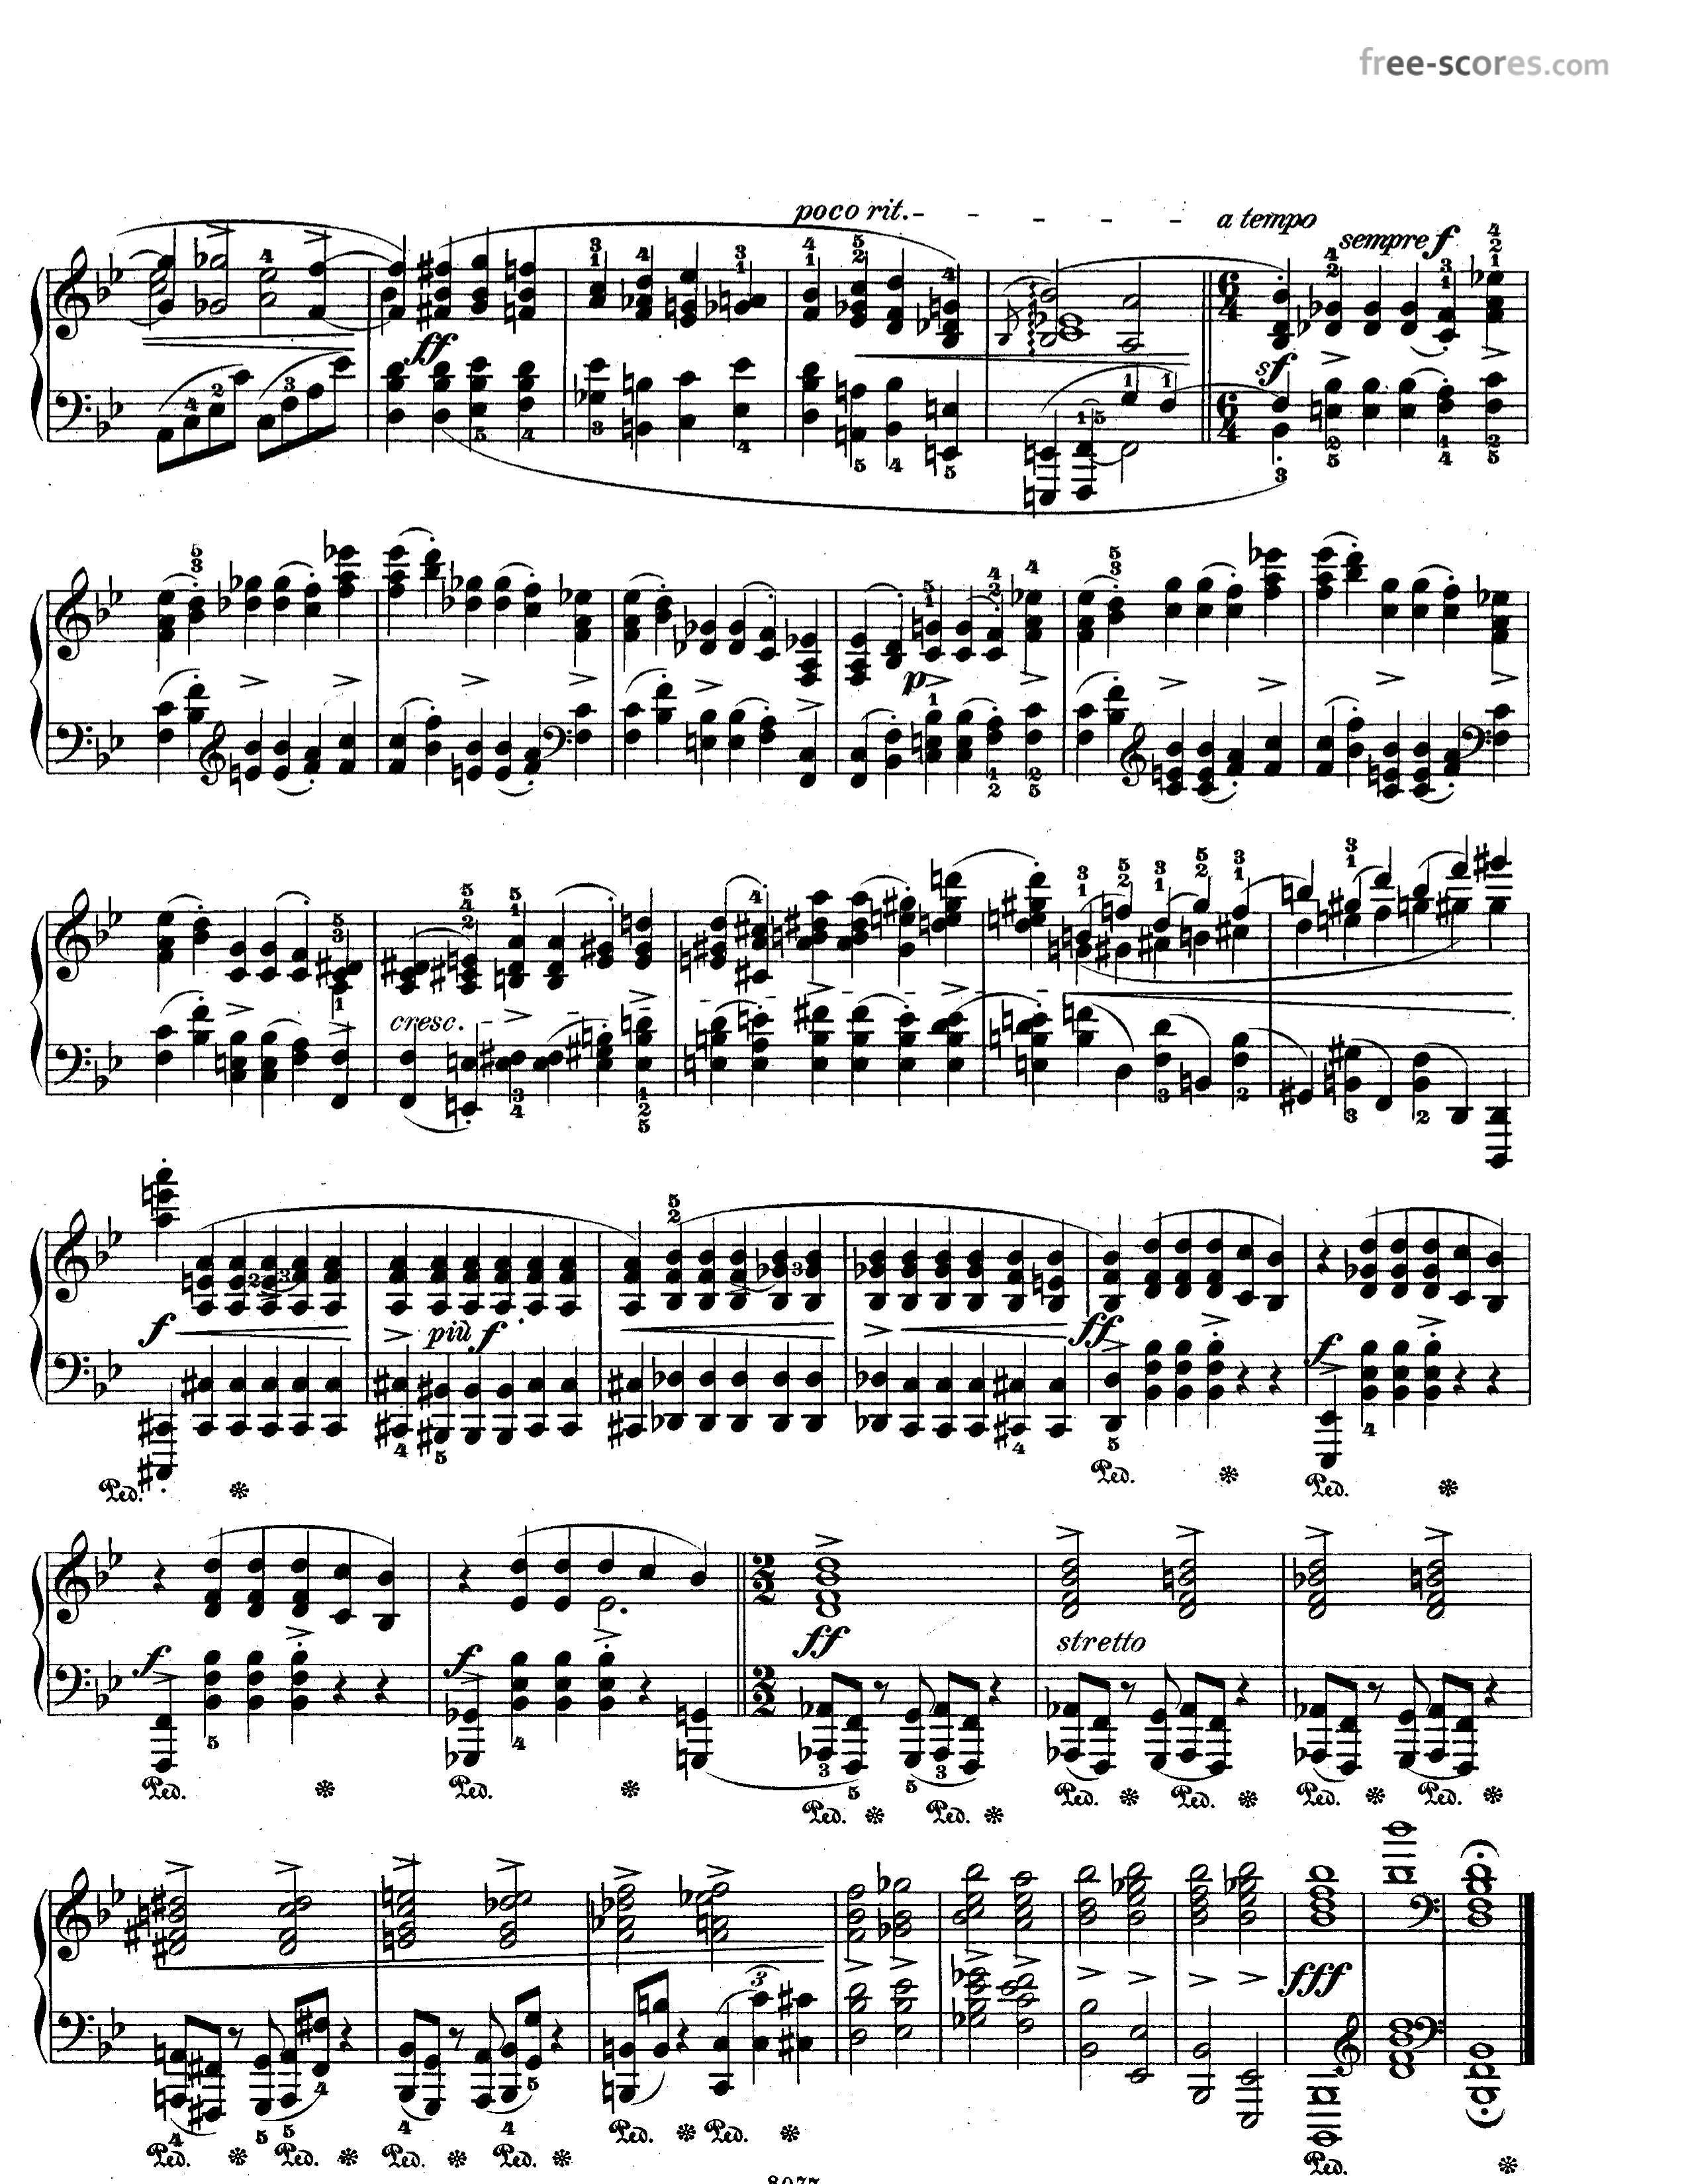 free-scores.com
poco rit.
a tempo
sempre f
ff
sf
p
cresc.
f
più f
ff
f
Ped.
Ped.
Ped.
f
f
ff
stretto
Ped.
Ped.
Ped.
Ped.
Ped.
Ped.
Ped.
Ped.
fff
Ped.
Ped.
Ped.
Ped.
Ped.
Ped.
Ped.